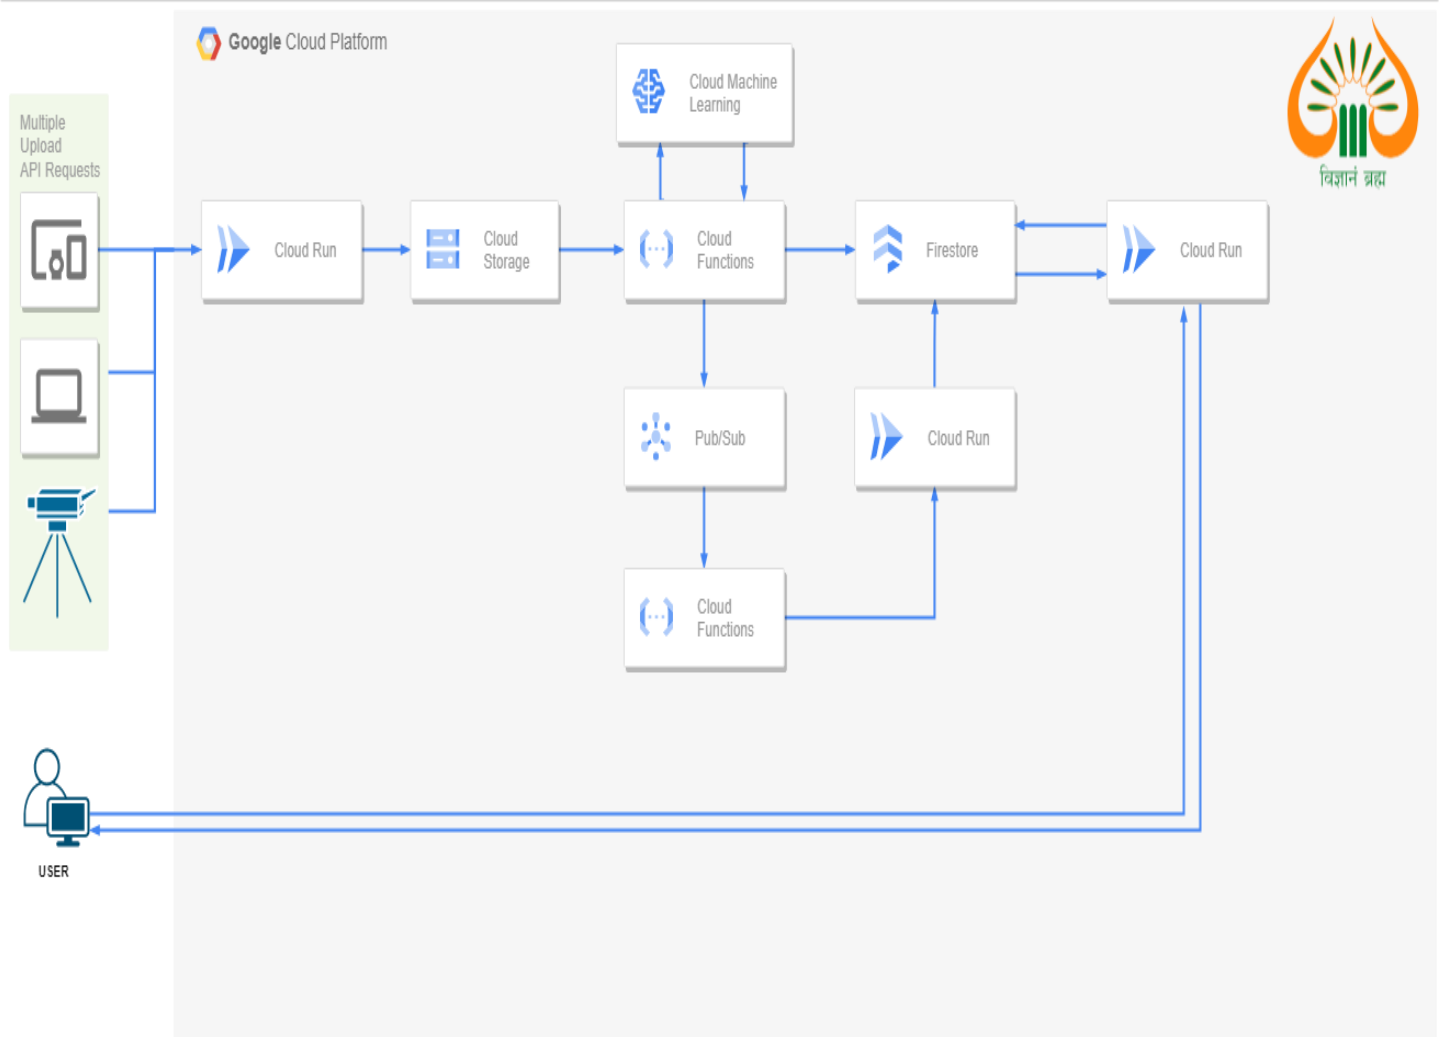 Google Cloud Platform
Multiple
Upload
API Requests
Cloud Machine
Learning
Cloud Run
Cloud
Storage
Cloud
Functions
Firestore
Cloud Run
Pub/Sub
Cloud Run
Cloud
Functions
USER
विज्ञानं ब्रह्म